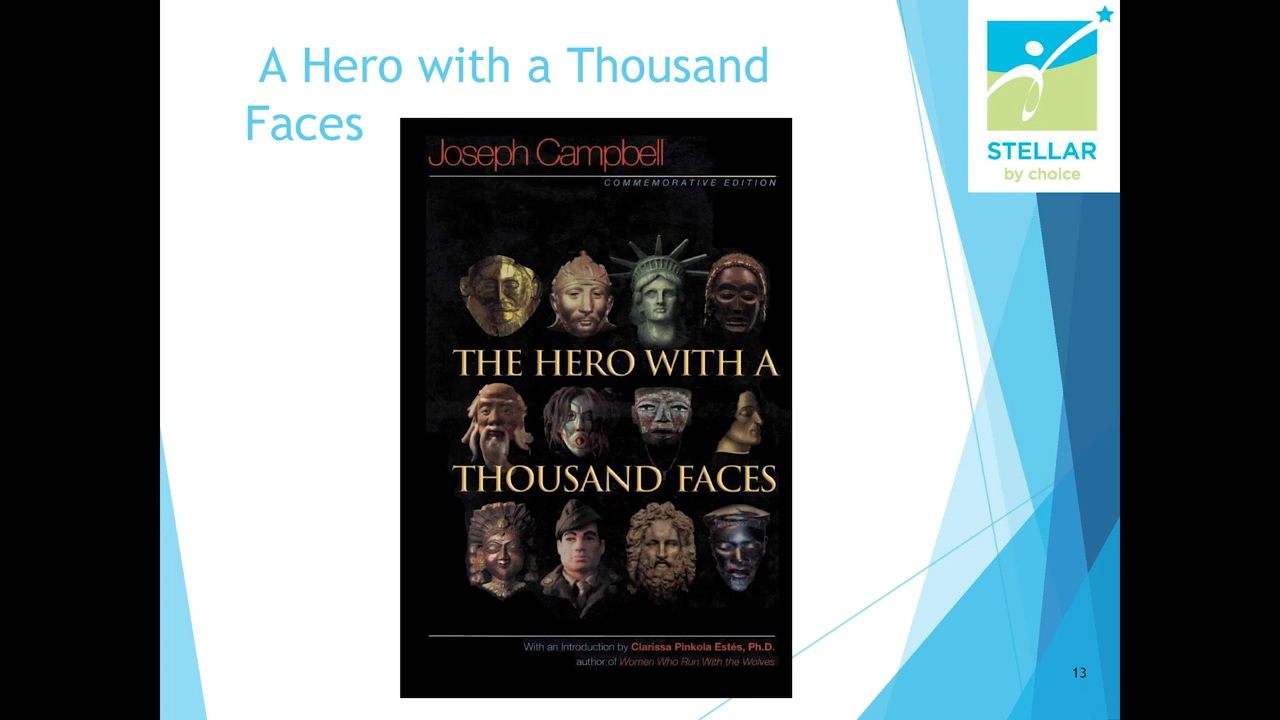 A Hero with a Thousand
Faces
STELLAR
by choice
Joseph Campbell
COMMEMORATIVE EDITION
THE HERO WITH A
THOUSAND FACES
With an Introduction by Clarissa Pinkola Estés, Ph.D.
author of Women Who Run With the Wolves
13